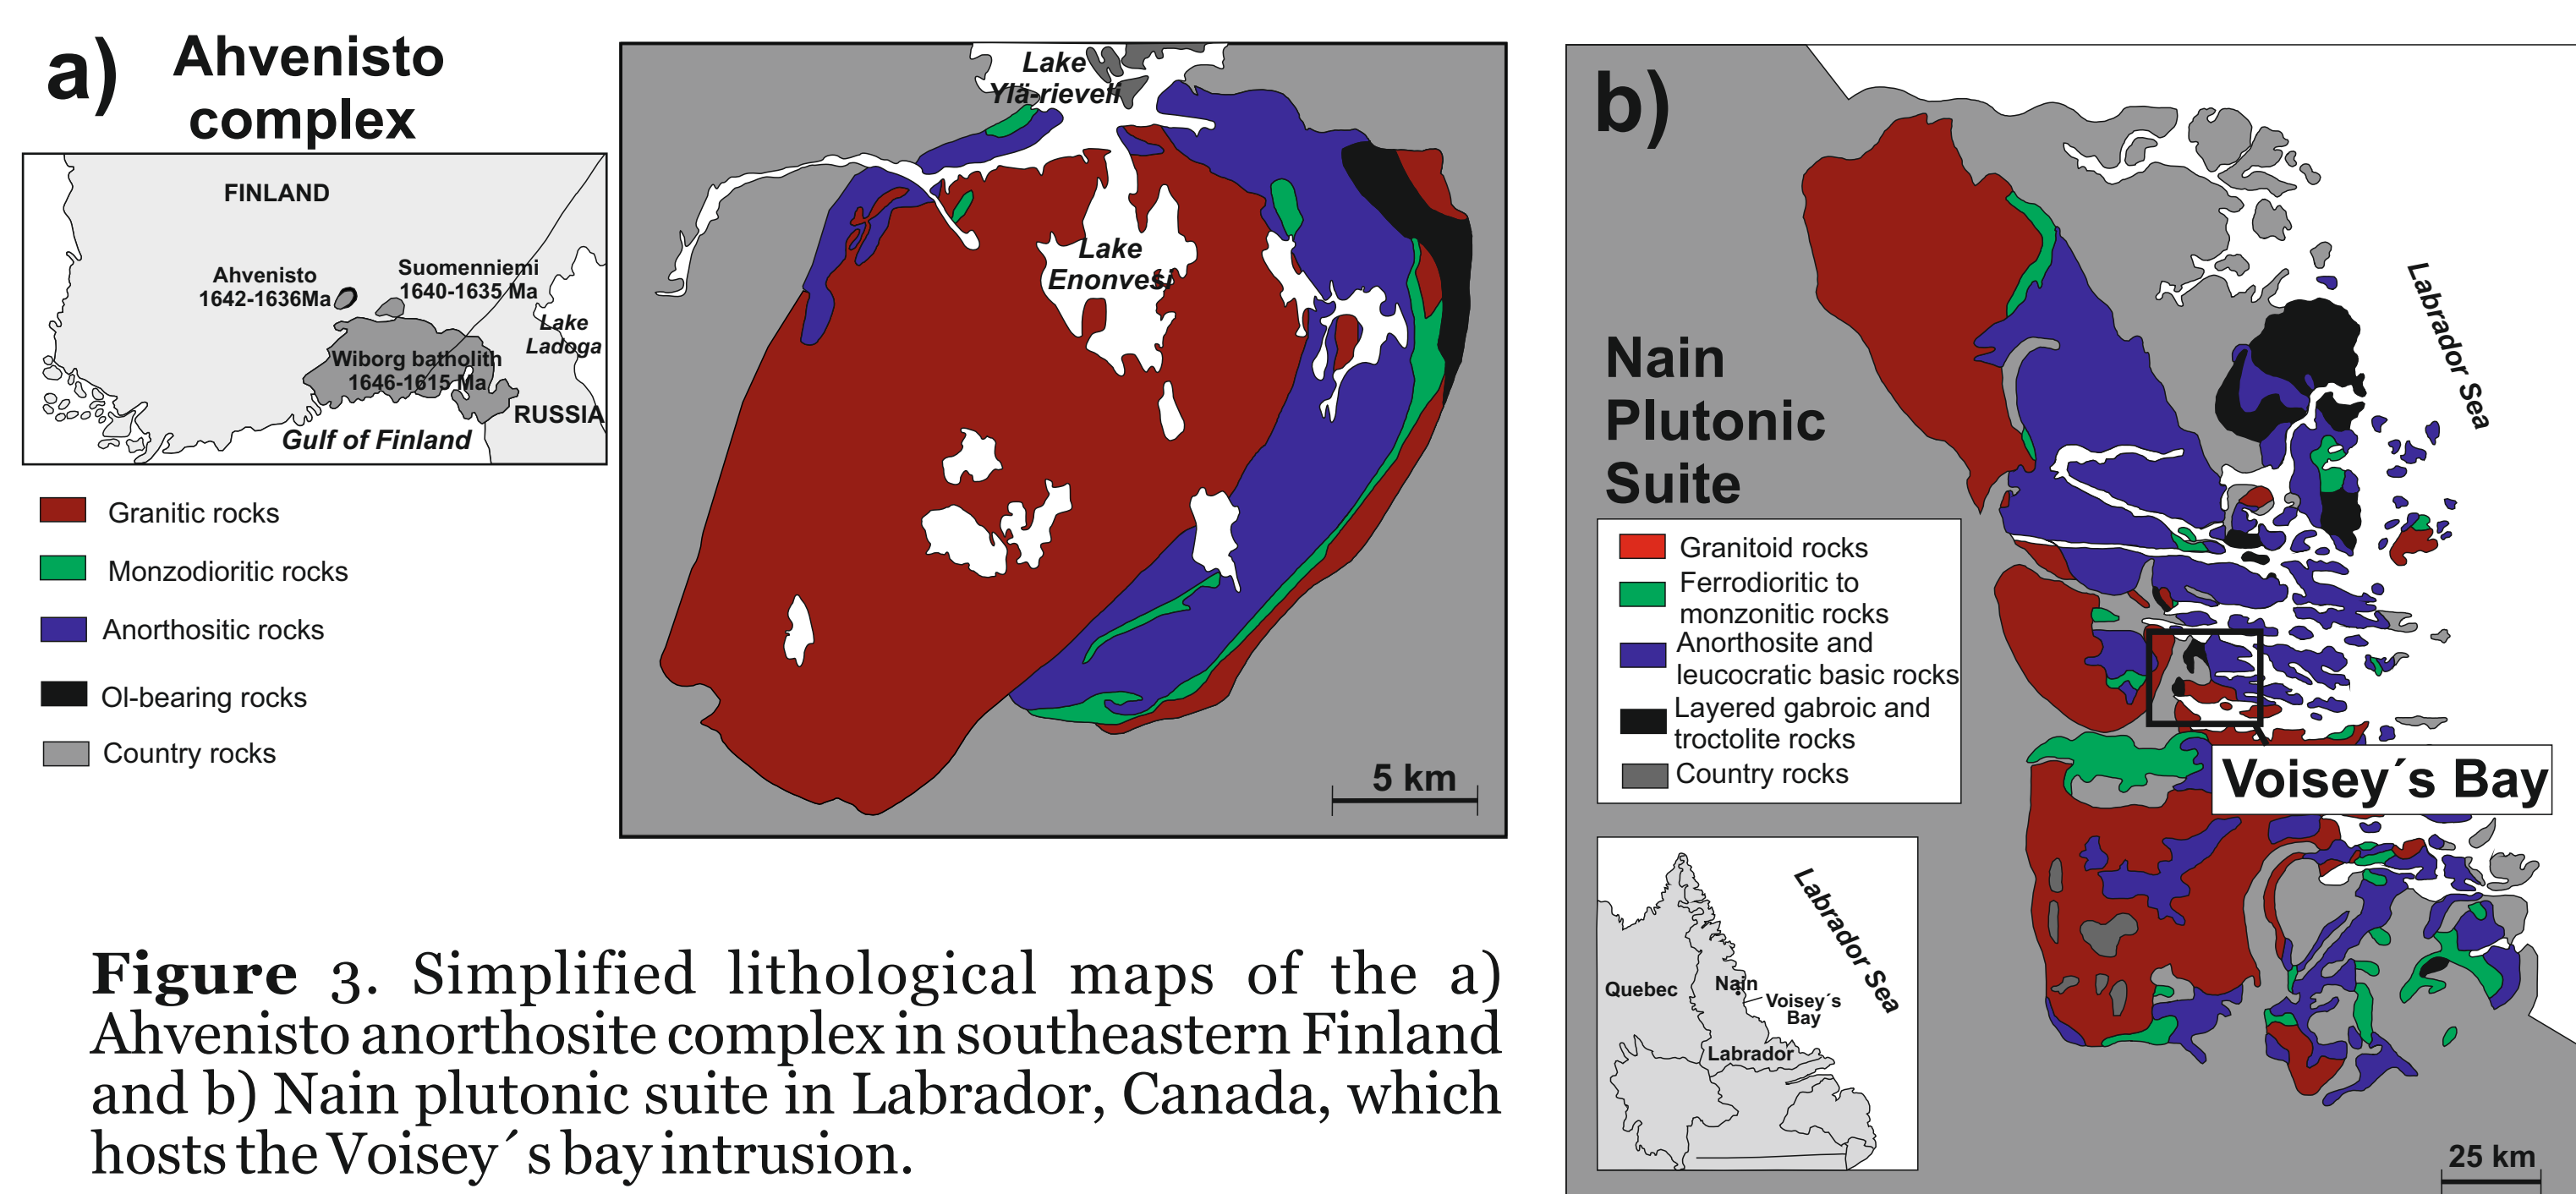 a)
Ahvenisto
complex
FINLAND
Ahvenisto
1642-1636Ma
Suomenniemi
1640-1635 Ma
Lake
Ladoga
Wiborg batholith
1646-1615 Ma
RUSSIA
Gulf of Finland
Granitic rocks
Monzodioritic rocks
Anorthositic rocks
Ol-bearing rocks
Country rocks
Lake
Ylä-rieveli
Lake
Enonvesi
5 km
b)
Labrador Sea
Nain
Plutonic
Suite
Granitoid rocks
Ferrodioritic to
monzonitic rocks
Anorthosite and
leucocratic basic rocks
Layered gabroic and
troctolite rocks
Country rocks
Voisey´s Bay
Labrador Sea
Quebec
Nain
Voisey´s
Bay
Labrador
25 km
Figure 3. Simplified lithological maps of the a)
Ahvenisto anorthosite complex in southeastern Finland
and b) Nain plutonic suite in Labrador, Canada, which
hosts the Voisey´s bay intrusion.